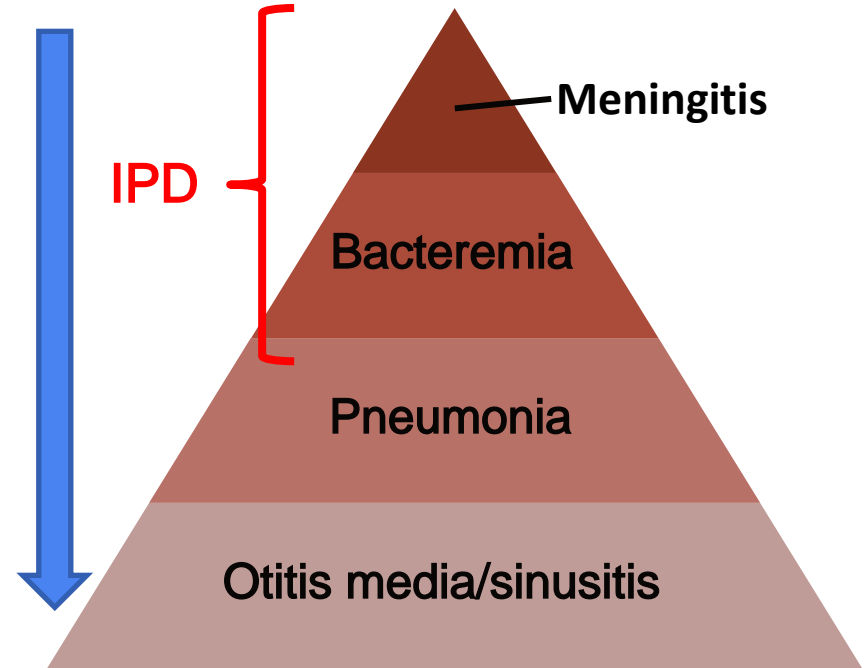 Meningitis
IPD
Bacteremia
Pneumonia
Otitis media/sinusitis